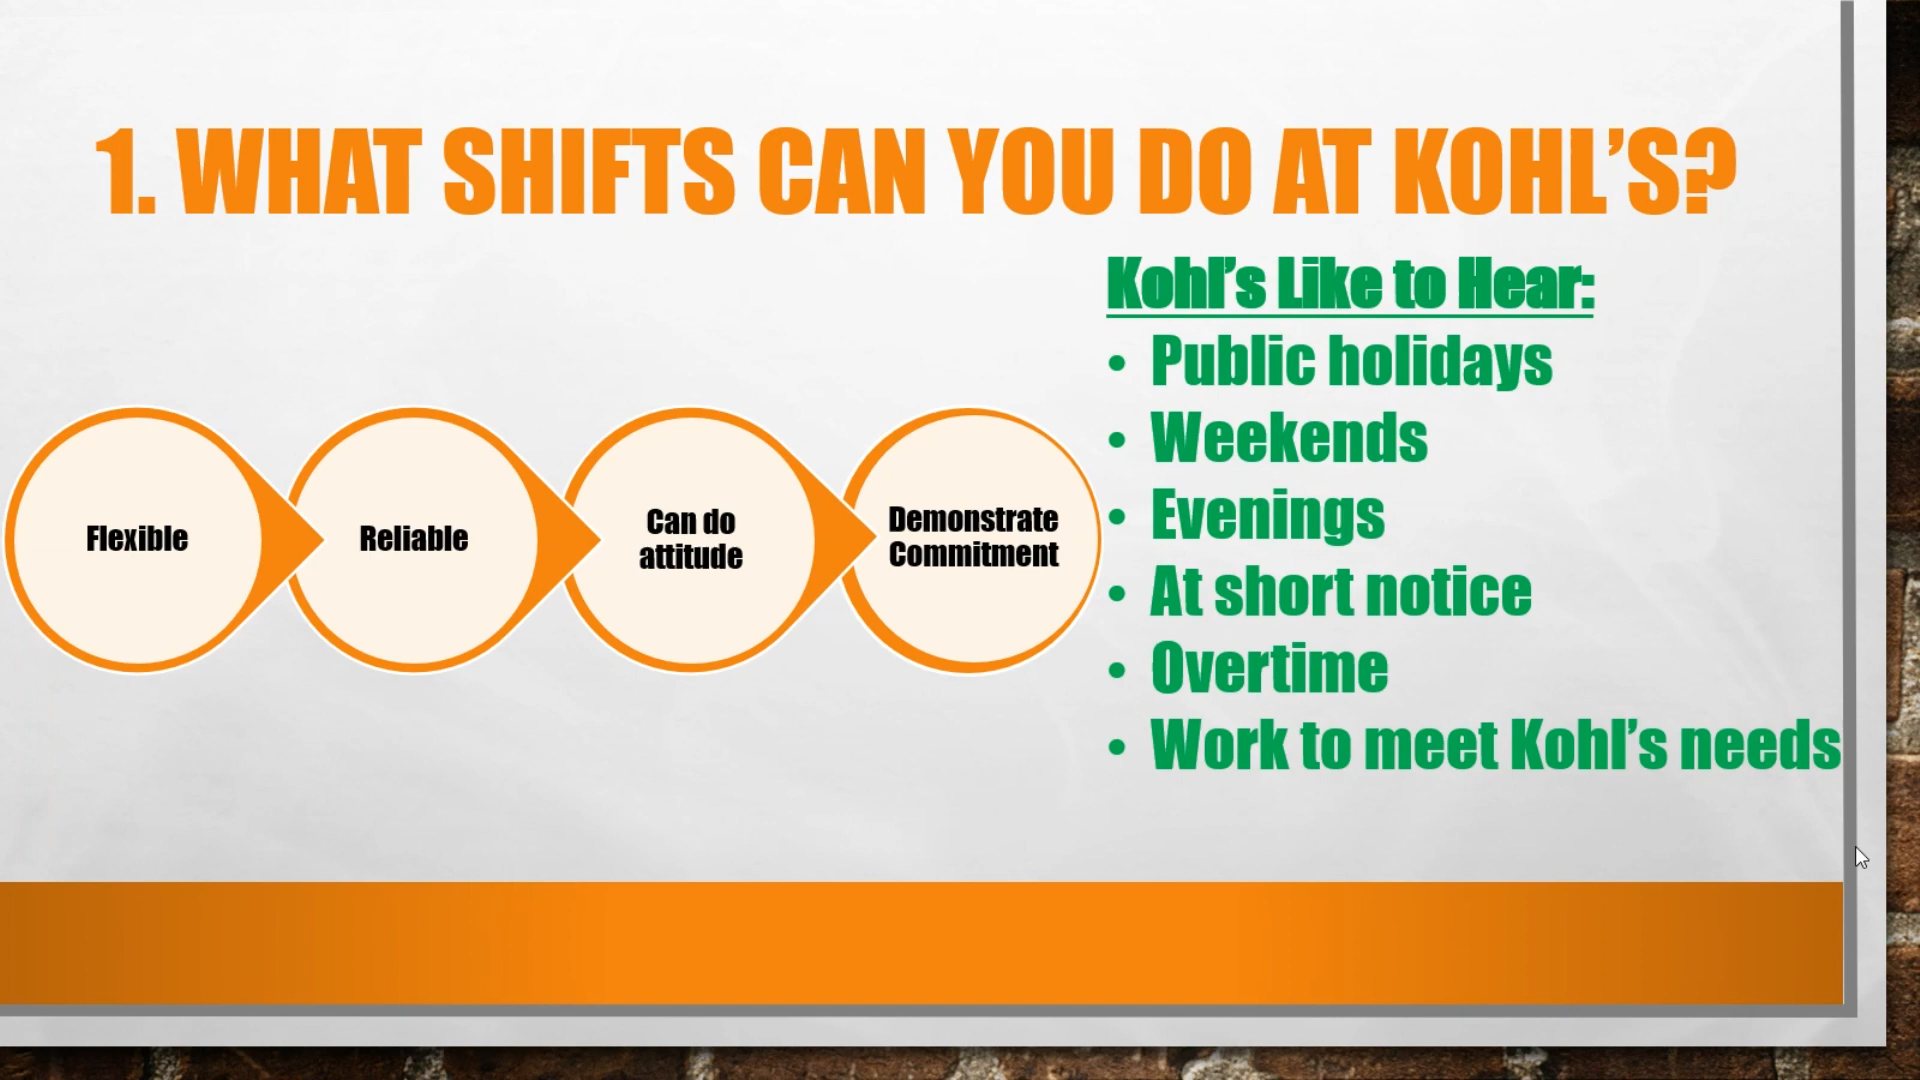 1. WHAT SHIFTS CAN YOU DO AT KOHL’S?
Flexible
Reliable
Can do
attitude
Demonstrate
Commitment
Kohl’s Like to Hear:
• Public holidays
• Weekends
• Evenings
• At short notice
• Overtime
• Work to meet Kohl’s needs